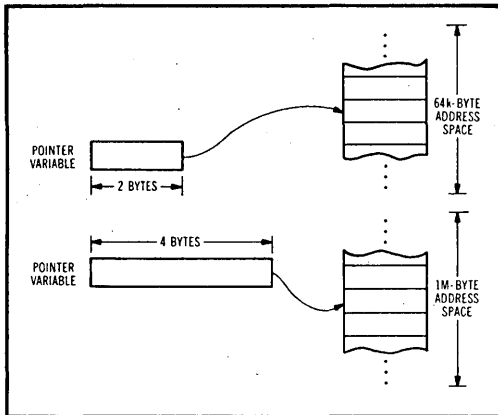 64k-BYTE
ADDRESS
SPACE
POINTER
VARIABLE
2 BYTES
4 BYTES
POINTER
VARIABLE
1M-BYTE
ADDRESS
SPACE